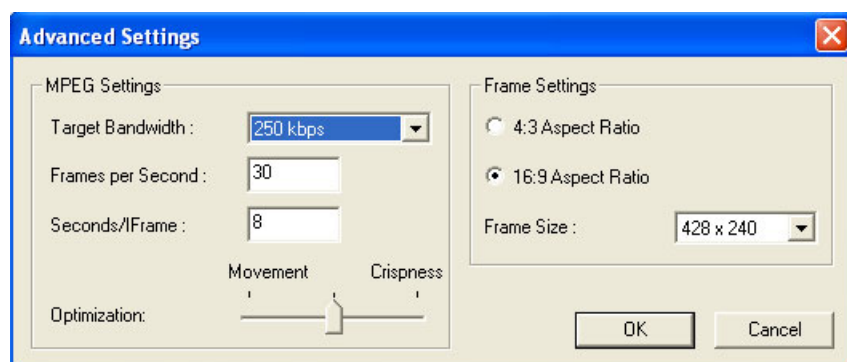 Advanced Settings
MPEG Settings
Target Bandwidth :
250 kbps
Frames per Second :
30
Seconds/IFrame :
8
Movement
Crispness
Optimization:
Frame Settings
4:3 Aspect Ratio
16:9 Aspect Ratio
Frame Size :
428 x 240
OK
Cancel